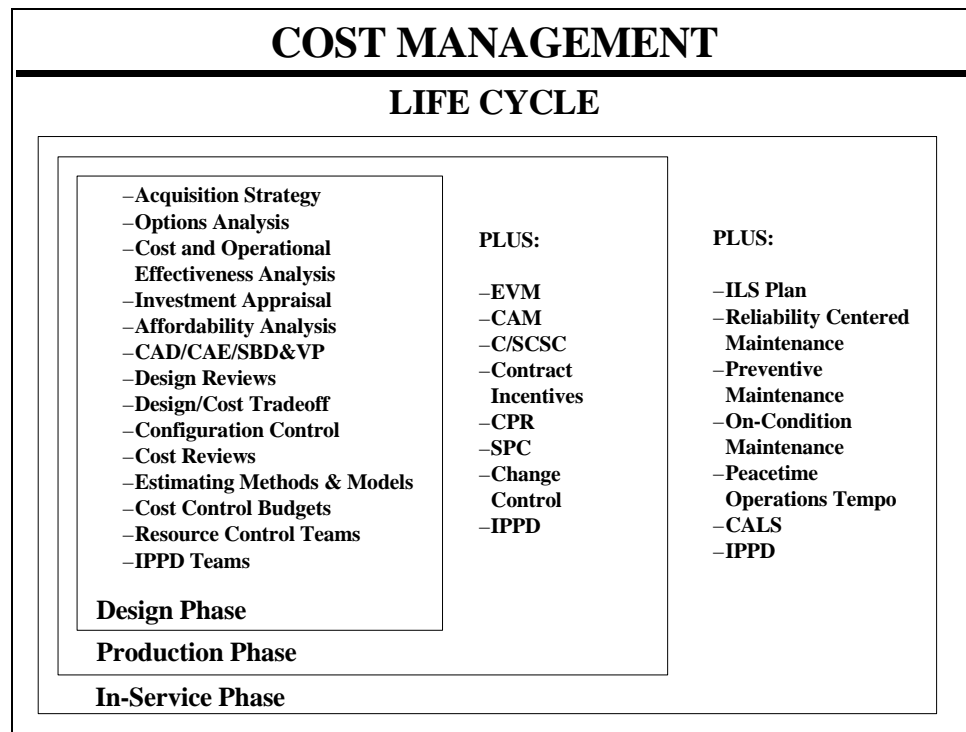 COST MANAGEMENT
LIFE CYCLE
–Acquisition Strategy
–Options Analysis
–Cost and Operational
Effectiveness Analysis
–Investment Appraisal
–Affordability Analysis
–CAD/CAE/SBD&VP
–Design Reviews
–Design/Cost Tradeoff
–Configuration Control
–Cost Reviews
–Estimating Methods & Models
–Cost Control Budgets
–Resource Control Teams
–IPPD Teams
Design Phase
PLUS:
–EVM
–CAM
–C/SCSC
–Contract
Incentives
–CPR
–SPC
–Change
Control
–IPPD
Production Phase
PLUS:
–ILS Plan
–Reliability Centered
Maintenance
–Preventive
Maintenance
–On-Condition
Maintenance
–Peacetime
Operations Tempo
–CALS
–IPPD
In-Service Phase